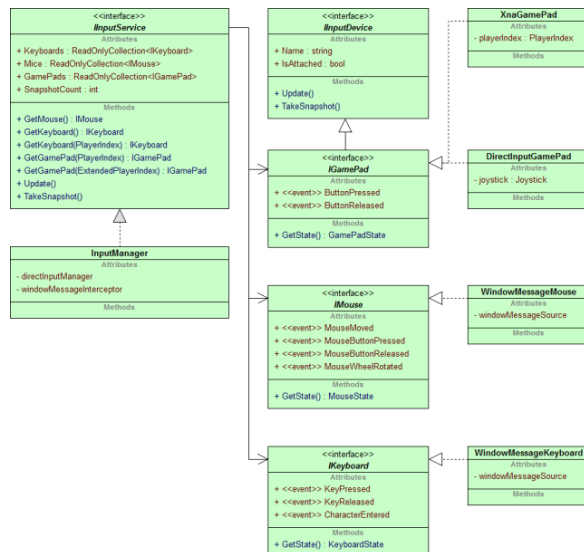 <<interface>>
IInputService
Attributes
+ Keyboards : ReadOnlyCollection<IKeyboard>
+ Mice : ReadOnlyCollection<IMouse>
+ GamePads : ReadOnlyCollection<IGamePad>
+ SnapshotCount : int
Methods
+ GetMouse() : IMouse
+ GetKeyboard() : IKeyboard
+ GetKeyboard(PlayerIndex) : IKeyboard
+ GetGamePad(PlayerIndex) : IGamePad
+ GetGamePad(ExtendedPlayerIndex) : IGamePad
+ Update()
+ TakeSnapshot()
InputManager
Attributes
- directInputManager
- windowMessageInterceptor
Methods
<<interface>>
IInputDevice
Attributes
+ Name : string
+ IsAttached : bool
Methods
+ Update()
+ TakeSnapshot()
<<interface>>
IGamePad
Attributes
+ <<event>> ButtonPressed
+ <<event>> ButtonReleased
Methods
+ GetState() : GamePadState
<<interface>>
IMouse
Attributes
+ <<event>> MouseMoved
+ <<event>> MouseButtonPressed
+ <<event>> MouseButtonReleased
+ <<event>> MouseWheelRotated
Methods
+ GetState() : MouseState
<<interface>>
IKeyboard
Attributes
+ <<event>> KeyPressed
+ <<event>> KeyReleased
+ <<event>> CharacterEntered
Methods
+ GetState() : KeyboardState
XnaGamePad
Attributes
- playerIndex : PlayerIndex
Methods
DirectInputGamePad
Attributes
- joystick : Joystick
Methods
WindowMessageMouse
Attributes
- windowMessageSource
Methods
WindowMessageKeyboard
Attributes
- windowMessageSource
Methods